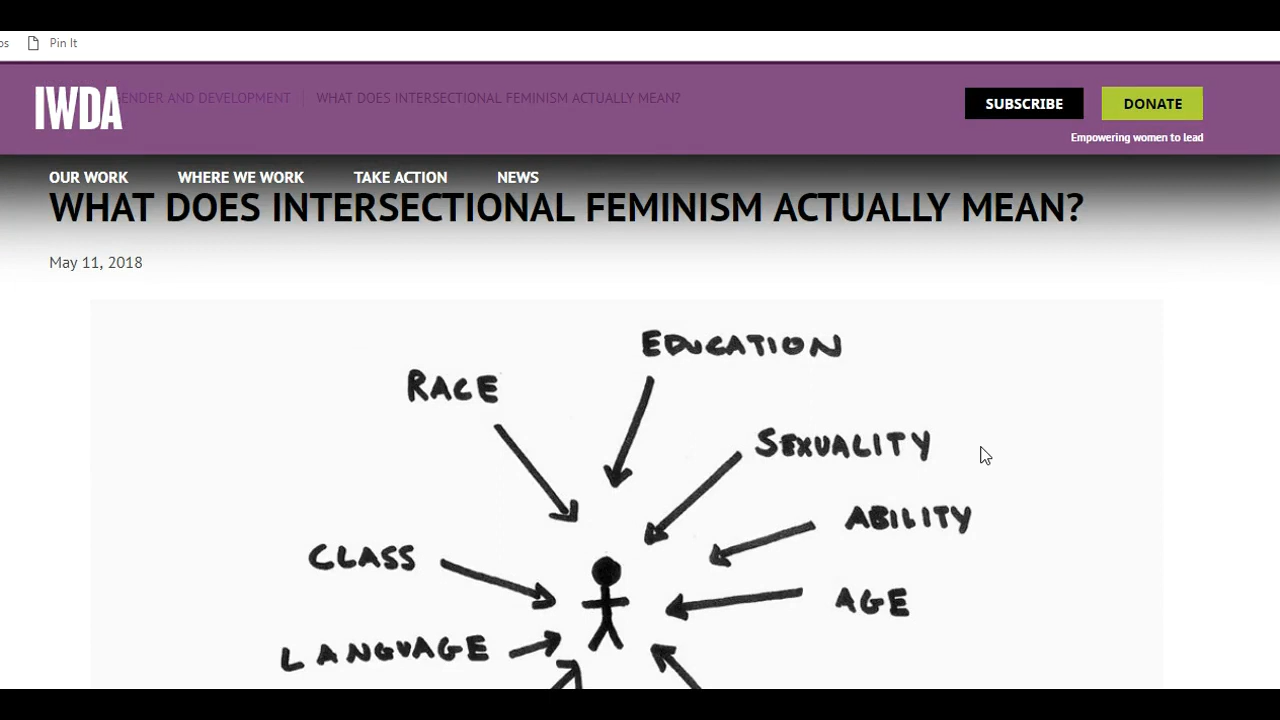 Pin It
IWDA
GENDER AND DEVELOPMENT WHAT DOES INTERSECTIONAL FEMINISM ACTUALLY MEAN?
SUBSCRIBE DONATE
Empowering women to lead
OUR WORK WHERE WE WORK TAKE ACTION NEWS
WHAT DOES INTERSECTIONAL FEMINISM ACTUALLY MEAN?
May 11, 2018
EDUCATION
RACE
SEXUALITY
ABILITY
CLASS
AGE
LANGUAGE